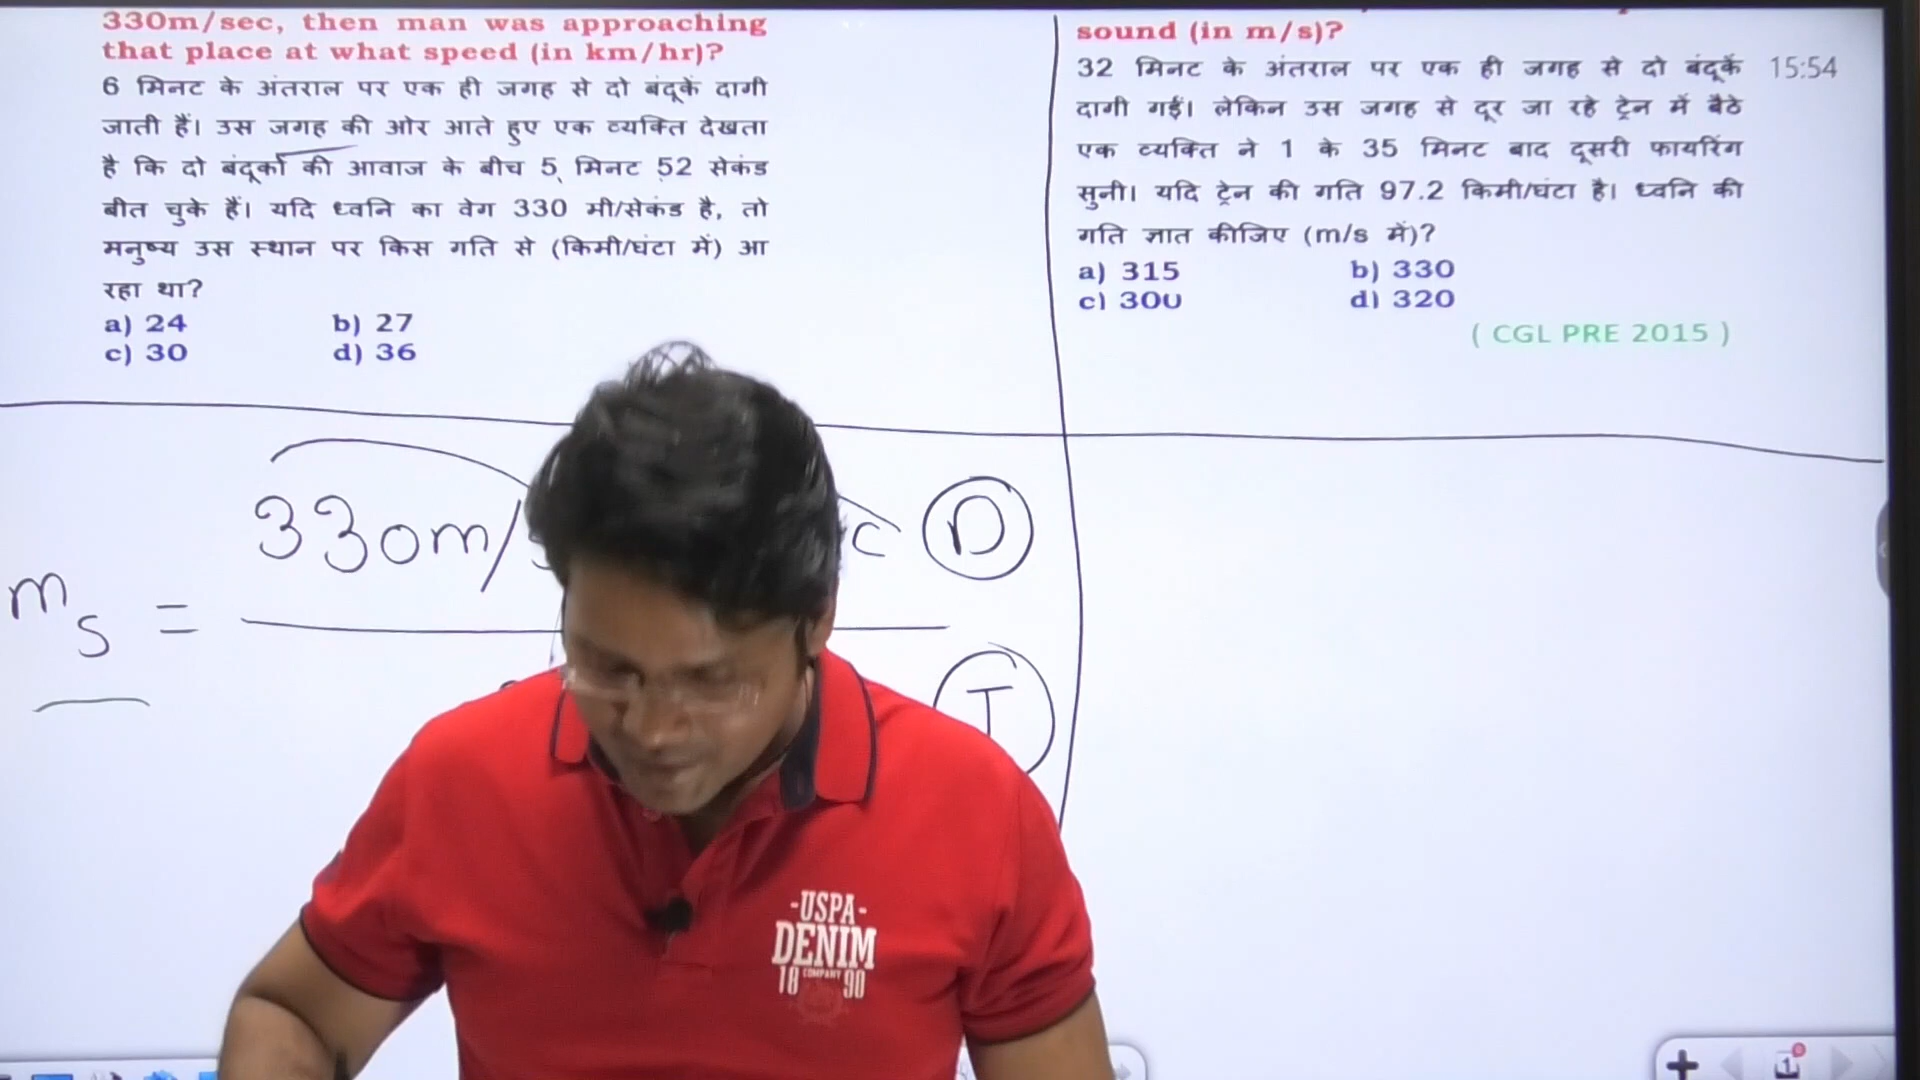 330m/sec, then man was approaching
that place at what speed (in km/hr)?
6 मिनट के अंतराल पर एक ही जगह से दो बंदूकें दागी
जाती हैं। उस जगह की ओर आते हुए एक व्यक्ति देखता
है कि दो बंदूकों की आवाज के बीच 5 मिनट 52 सेकंड
बीत चुके हैं। यदि ध्वनि का वेग 330 मी/सेकंड है, तो
मनुष्य उस स्थान पर किस गति से (किमी/घंटा में) आ
रहा था?
a) 24 b) 27
c) 30 d) 36
sound (in m/s)?
32 मिनट के अंतराल पर एक ही जगह से दो बंदूकें
दागी गईं। लेकिन उस जगह से दूर जा रहे ट्रेन में बैठे
एक व्यक्ति ने 1 के 35 मिनट बाद दूसरी फायरिंग
सुनी। यदि ट्रेन की गति 97.2 किमी/घंटा है। ध्वनि की
गति ज्ञात कीजिए (m/s में)?
a) 315 b) 330
c) 300 d) 320
( CGL PRE 2015 )
15:54
330m/
c D
m
s =
T
-USPA-
DENIM
18 COMPANY 90
1